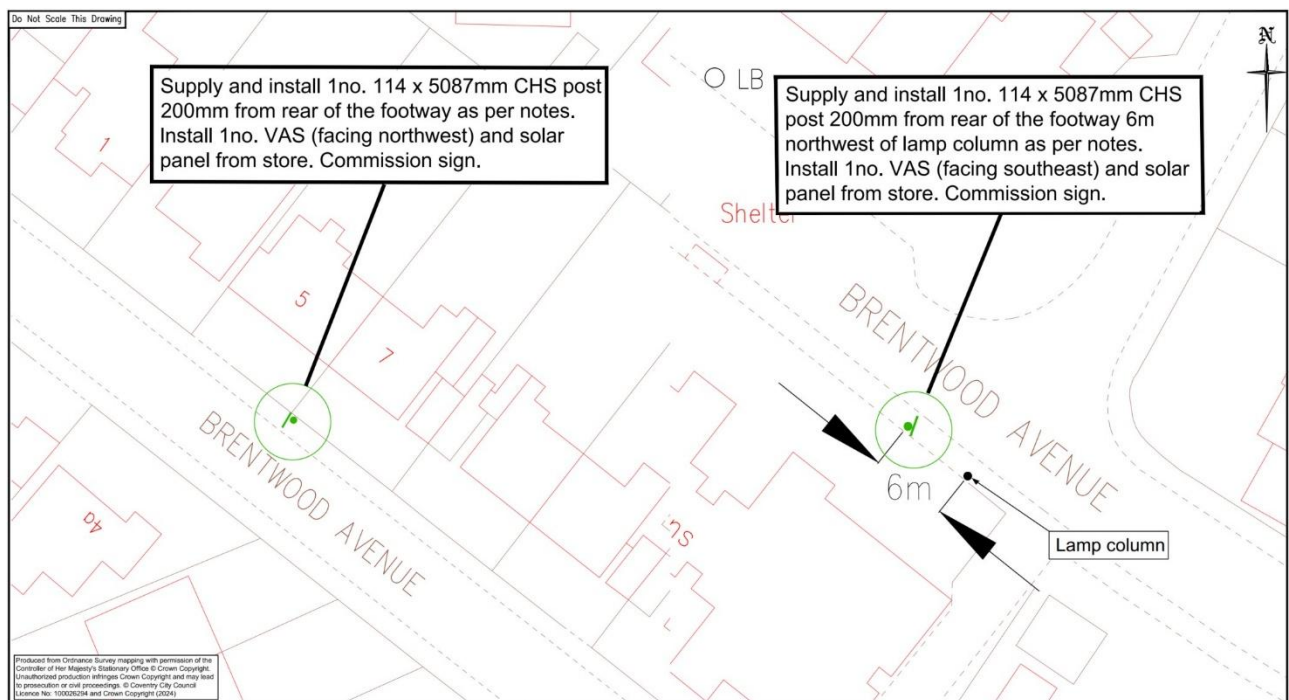 Do Not Scale This Drawing
N
Supply and install 1no. 114 x 5087mm CHS post
200mm from rear of the footway as per notes.
Install 1no. VAS (facing northwest) and solar
panel from store. Commission sign.
LB
Supply and install 1no. 114 x 5087mm CHS
post 200mm from rear of the footway 6m
northwest of lamp column as per notes.
Install 1no. VAS (facing southeast) and solar
panel from store. Commission sign.
1
Shelter
5
7
BRENTWOOD AVENUE
BRENTWOOD AVENUE
6m
4a
ns
Lamp column
Produced from Ordnance Survey mapping with permission of the
Controller of Her Majesty's Stationary Office © Crown Copyright.
Unauthorized production infringes Crown Copyright and may lead
to prosecution or civil proceedings. © Coventry City Council
Licence No: 100026294 and Crown Copyright (2024)